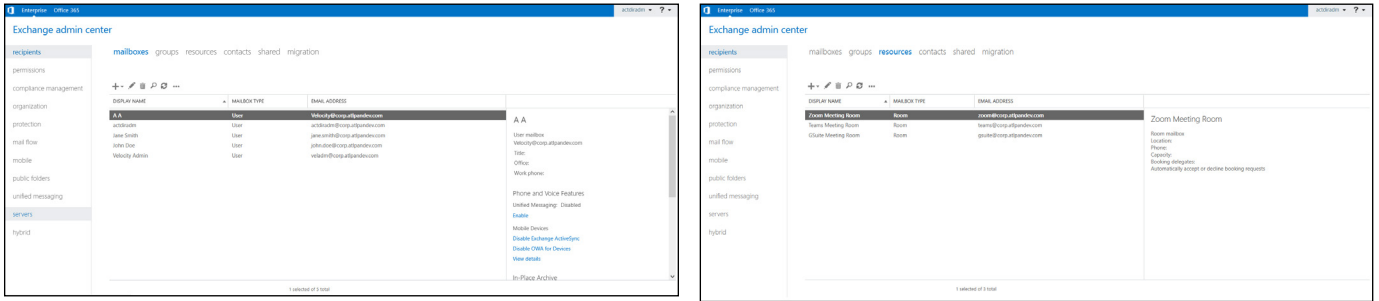 Enterprise Office 365
actdiradm ?
Exchange admin center
recipients
permissions
compliance management
organization
protection
mail flow
mobile
public folders
unified messaging
servers
hybrid
mailboxes groups resources contacts shared migration
DISPLAY NAME MAILBOX TYPE EMAIL ADDRESS
A A User Velocity@corp.atlpandev.com
actdiradm User actdiradm@corp.atlpandev.com
Jane Smith User jane.smith@corp.atlpandev.com
John Doe User john.don@corp.atlpandev.com
Velocity Admin User veladm@corp.atlpandev.com
A A
User mailbox
Velocity@corp.atlpandev.com
Title:
Office:
Work phone:
Phone and Voice Features
Unified Messaging: Disabled
Enable
Mobile Devices
Disable Exchange ActiveSync
Disable OWA for Devices
View details
In-Place Archive
1 selected of 5 total
Enterprise Office 365
actdiradm ?
Exchange admin center
recipients
permissions
compliance management
organization
protection
mail flow
mobile
public folders
unified messaging
servers
hybrid
mailboxes groups resources contacts shared migration
DISPLAY NAME MAILBOX TYPE EMAIL ADDRESS
Zoom Meeting Room Room zoom@corp.atlpandev.com
Teams Meeting Room Room teams@corp.atlpandev.com
GSuite Meeting Room Room gsuite@corp.atlpandev.com
Zoom Meeting Room
Room mailbox
Location:
Phone:
Capacity:
Booking delegates:
Automatically accept or decline booking requests
1 selected of 3 total